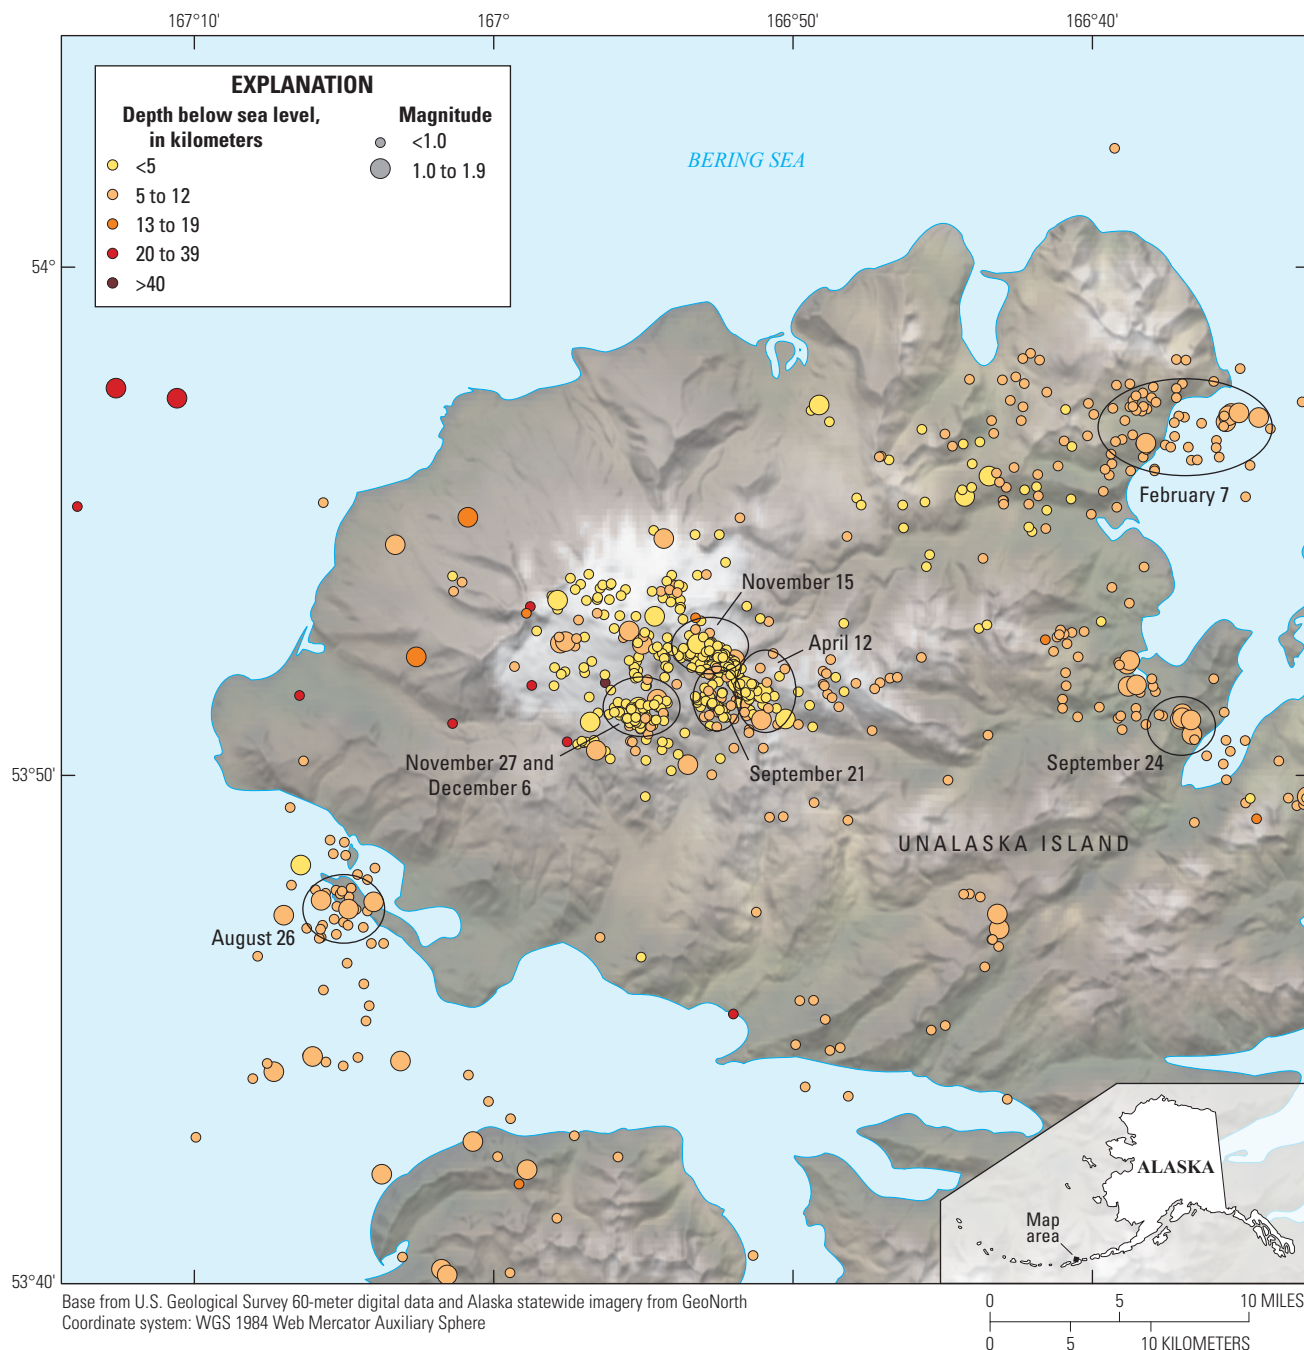 167°10'
167°
166°50'
166°40'
EXPLANATION
Depth below sea level,
in kilometers
<5
5 to 12
13 to 19
20 to 39
>40
Magnitude
<1.0
1.0 to 1.9
BERING SEA
54°
February 7
November 15
April 12
November 27 and
December 6
September 21
September 24
53°50'
UNALASKA ISLAND
August 26
ALASKA
Map
area
53°40'
Base from U.S. Geological Survey 60-meter digital data and Alaska statewide imagery from GeoNorth
Coordinate system: WGS 1984 Web Mercator Auxiliary Sphere
0 5 10 MILES
0 5 10 KILOMETERS